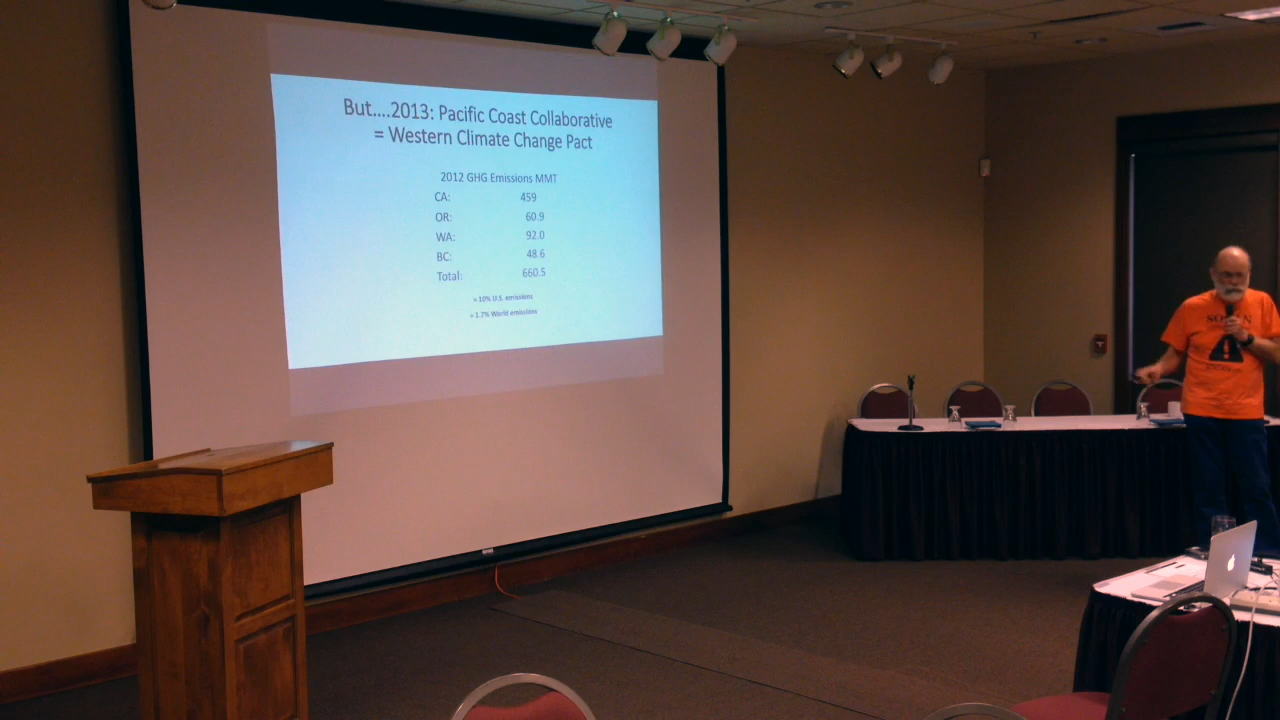 But....2013: Pacific Coast Collaborative
= Western Climate Change Pact
2012 GHG Emissions MMT
CA: 459
OR: 60.9
WA: 92.0
BC: 48.6
Total: 660.5
≈ 10% U.S. emissions
≈ 1.7% World emissions